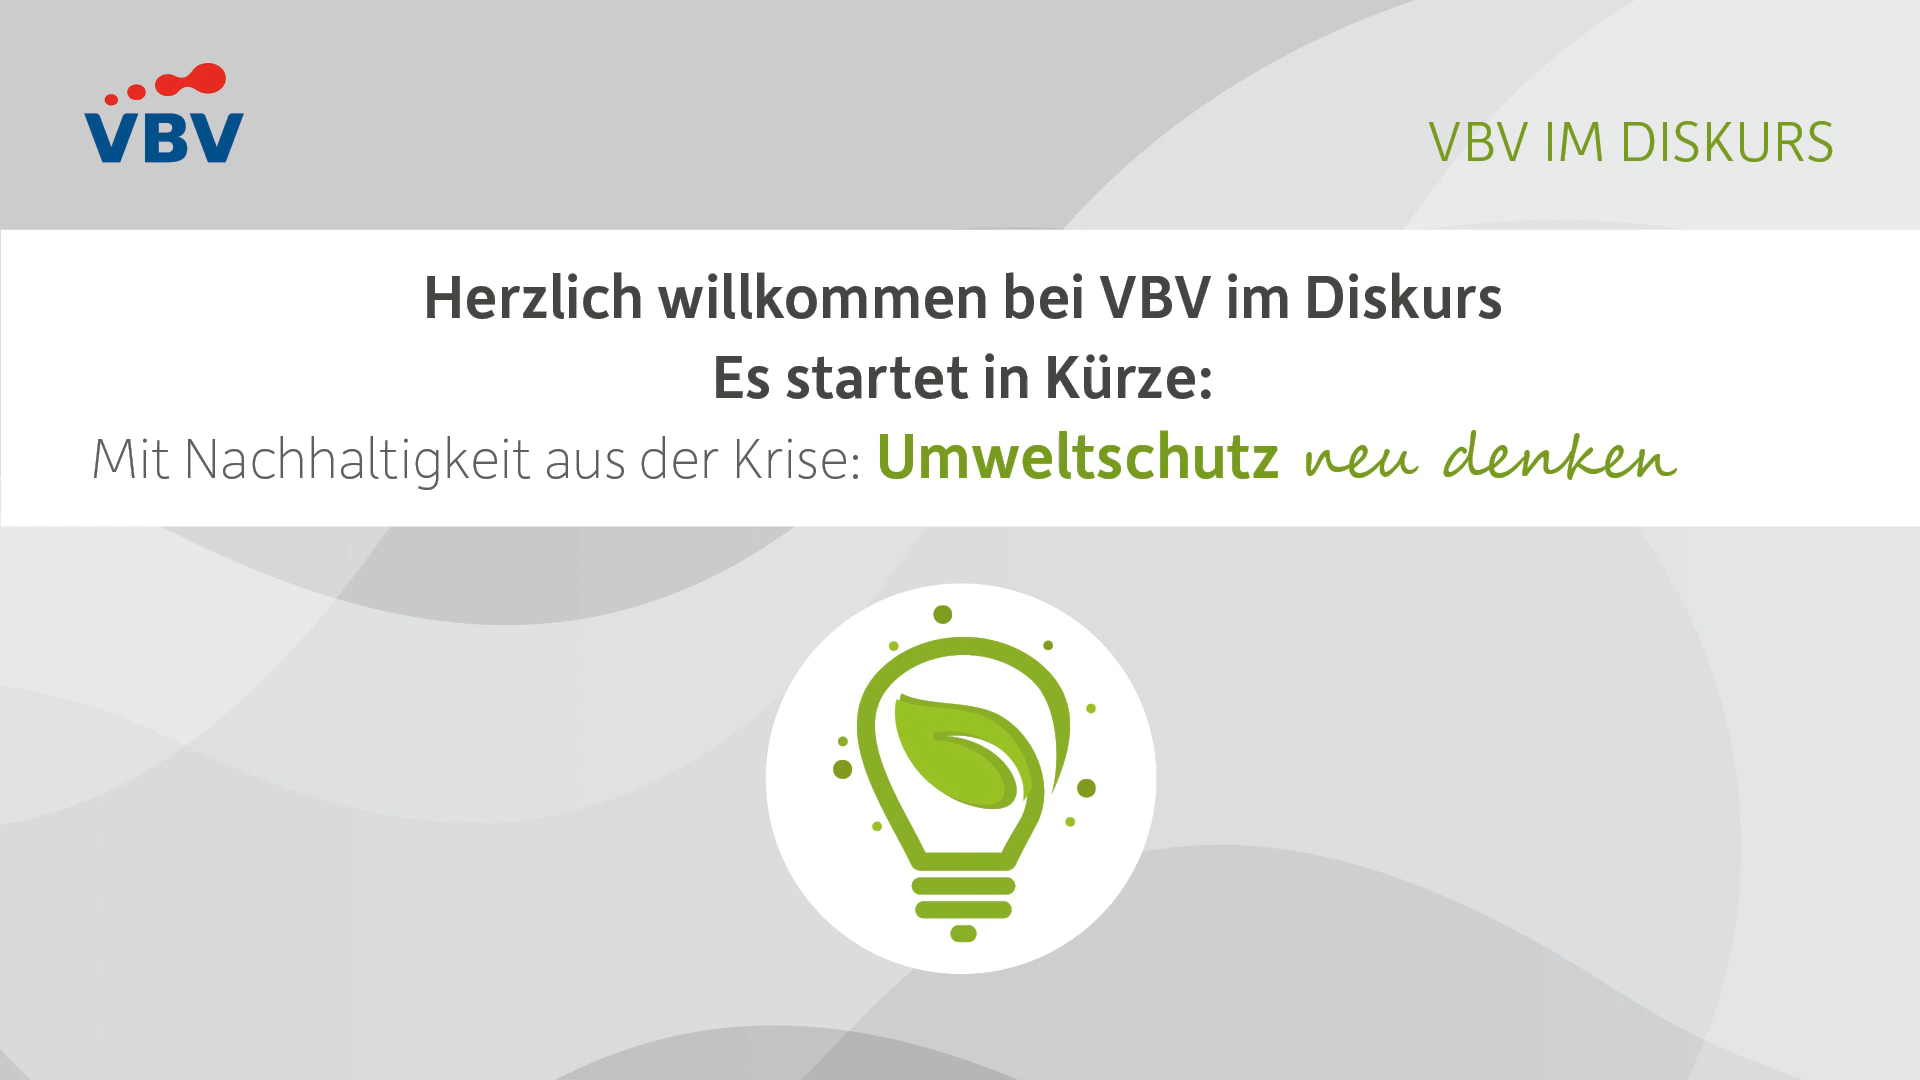 VBV
VBV IM DISKURS
Herzlich willkommen bei VBV im Diskurs
Es startet in Kürze:
Mit Nachhaltigkeit aus der Krise: Umweltschutz neu denken